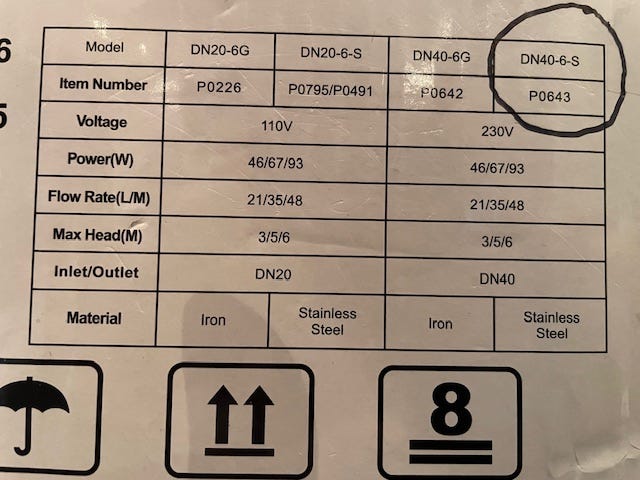 6
Model DN20-6G DN20-6-S DN40-6G DN40-6-S
Item Number P0226 P0795/P0491 P0642 P0643
5
Voltage 110V 230V
Power(W) 46/67/93 46/67/93
Flow Rate(L/M) 21/35/48 21/35/48
Max Head(M) 3/5/6 3/5/6
Inlet/Outlet DN20 DN40
Material Iron Stainless Steel Iron Stainless Steel
8